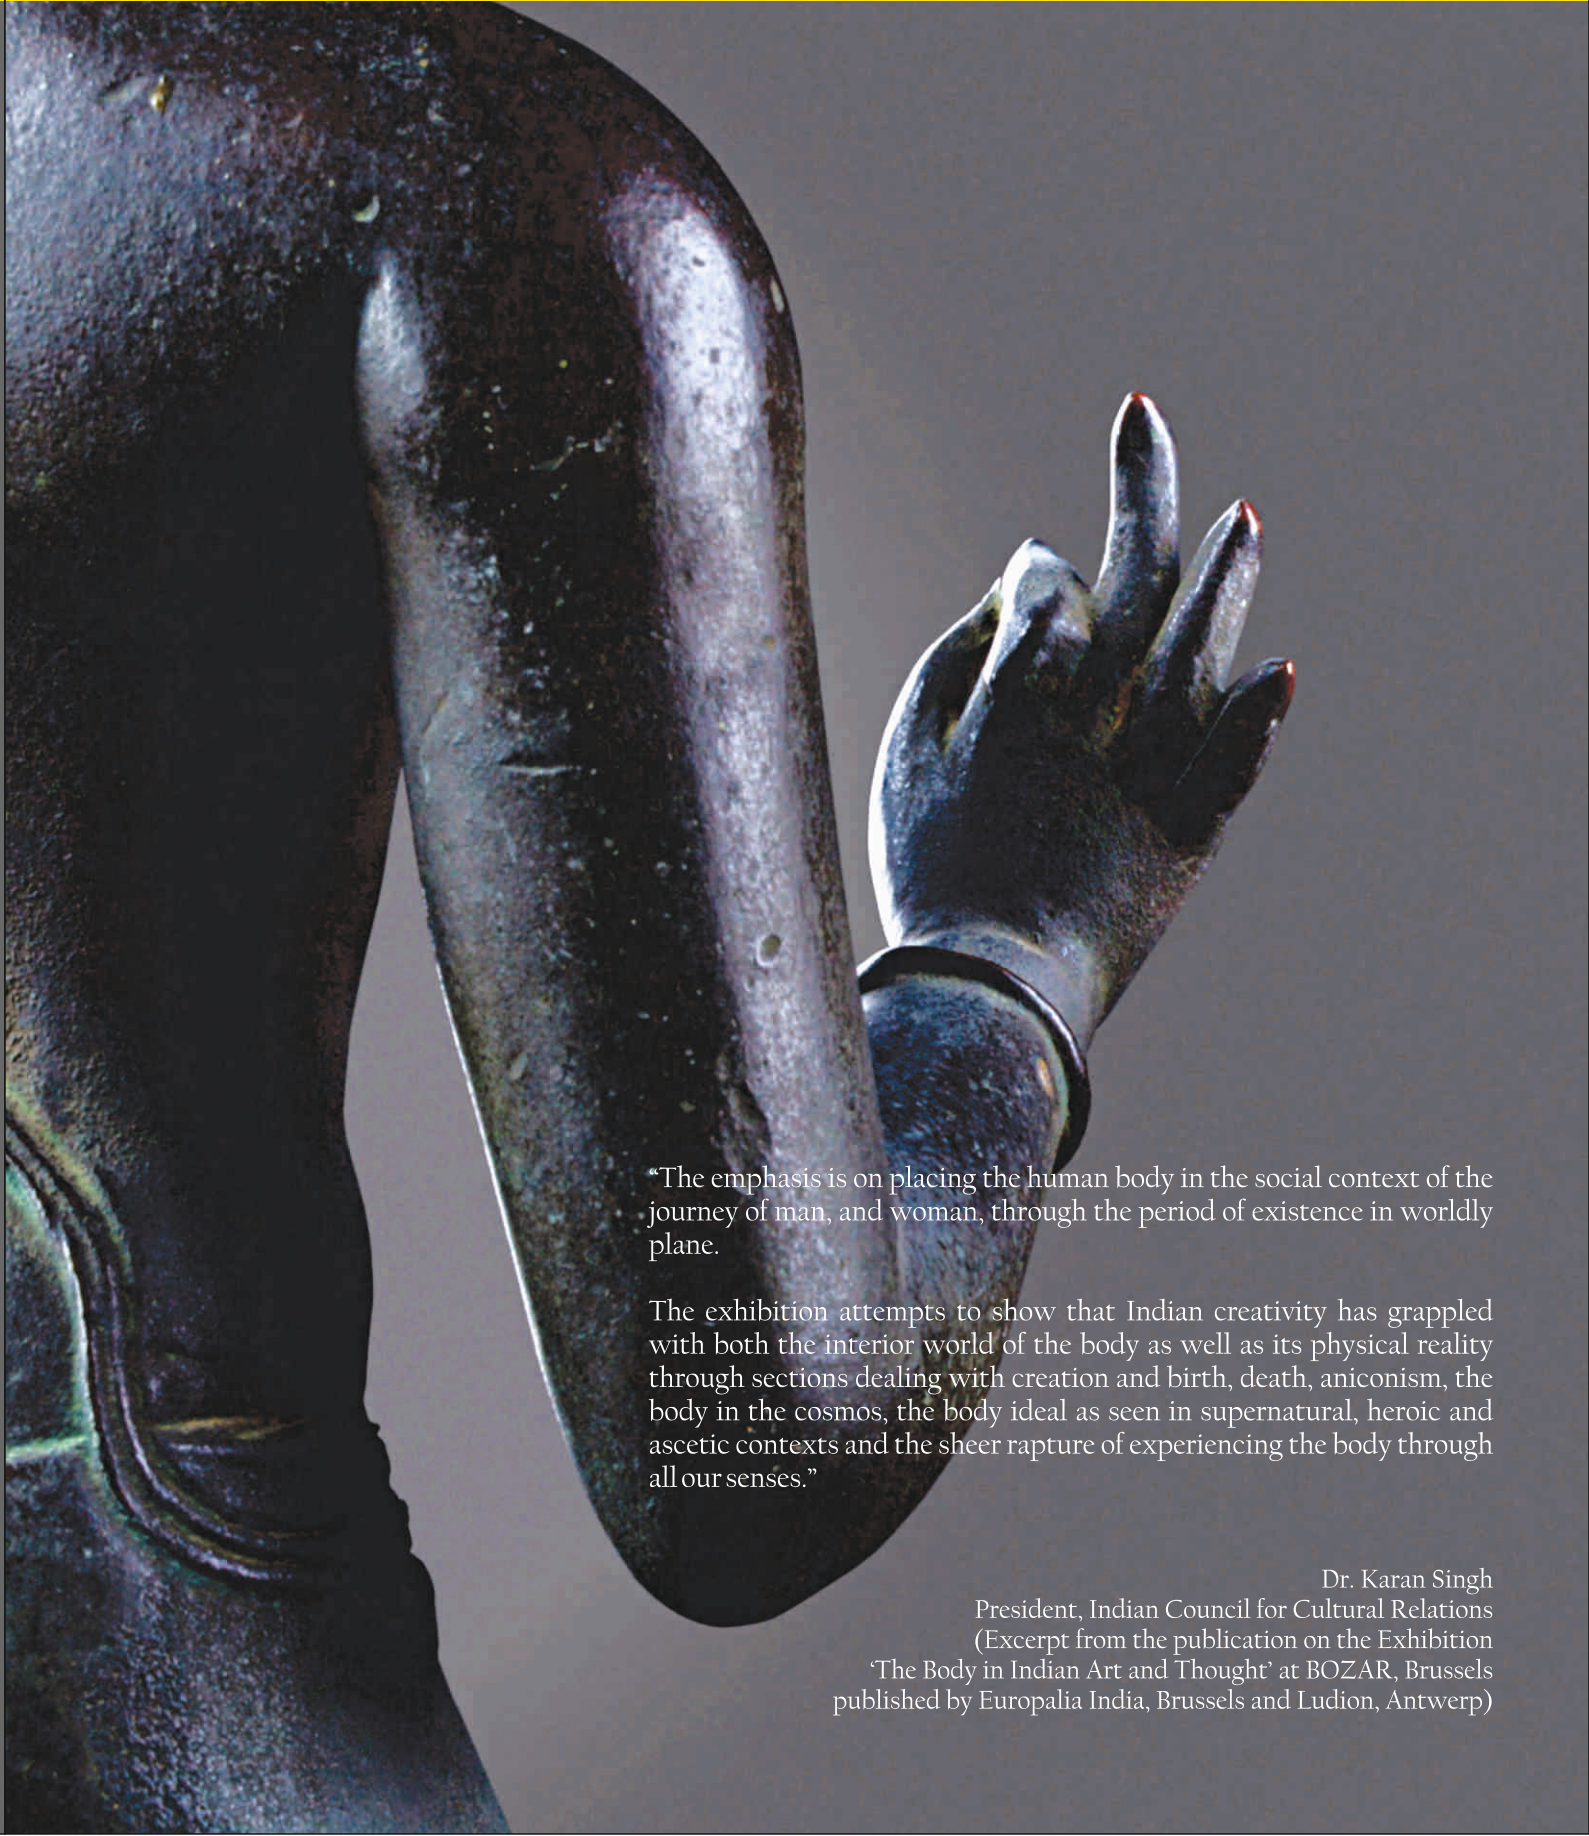 “The emphasis is on placing the human body in the social context of the
journey of man, and woman, through the period of existence in worldly
plane.
The exhibition attempts to show that Indian creativity has grappled
with both the interior world of the body as well as its physical reality
through sections dealing with creation and birth, death, aniconism, the
body in the cosmos, the body ideal as seen in supernatural, heroic and
ascetic contexts and the sheer rapture of experiencing the body through
all our senses.”
Dr. Karan Singh
President, Indian Council for Cultural Relations
(Excerpt from the publication on the Exhibition
‘The Body in Indian Art and Thought’ at BOZAR, Brussels
published by Europalia India, Brussels and Ludion, Antwerp)